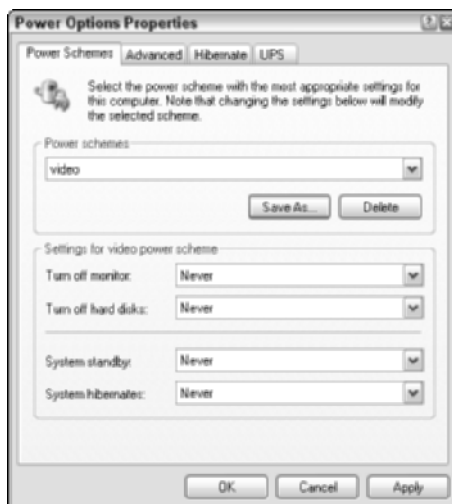 Power Options Properties
Power Schemes Advanced Hibernate UPS
Select the power scheme with the most appropriate settings for
this computer. Note that changing the settings below will modify
the selected scheme.
Power schemes
video
Save As... Delete
Settings for video power scheme
Turn off monitor: Never
Turn off hard disks: Never
System standby: Never
System hibernates: Never
OK Cancel Apply